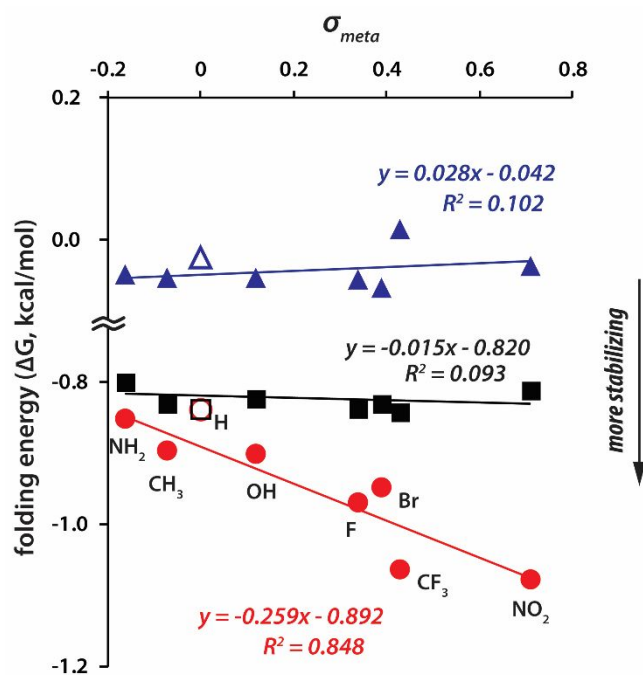 σmeta
-0.2 0 0.2 0.4 0.6 0.8
0.2
y = 0.028x - 0.042
R² = 0.102
0.0
folding energy (ΔG, kcal/mol)
more stabilizing
y = -0.015x - 0.820
R² = 0.093
-0.8
H
NH₂
CH₃
OH
Br
F
-1.0
CF₃
NO₂
y = -0.259x - 0.892
R² = 0.848
-1.2